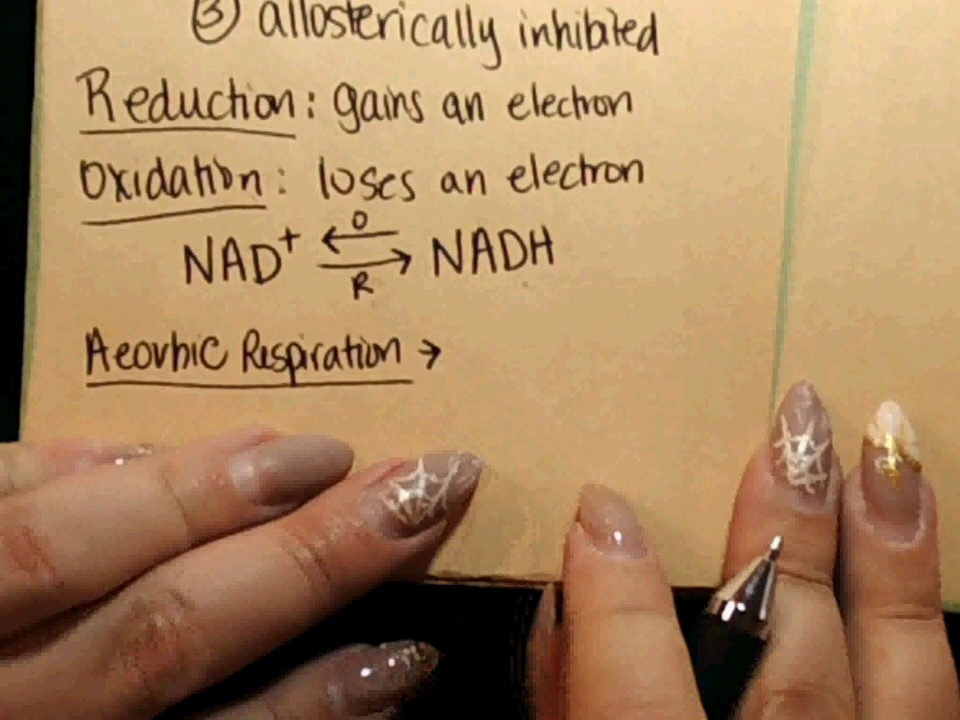 ③ allosterically inhibited
Reduction: gains an electron
Oxidation: loses an electron
O
NAD⁺ ⇄ NADH
R
Aeorbic Respiration →